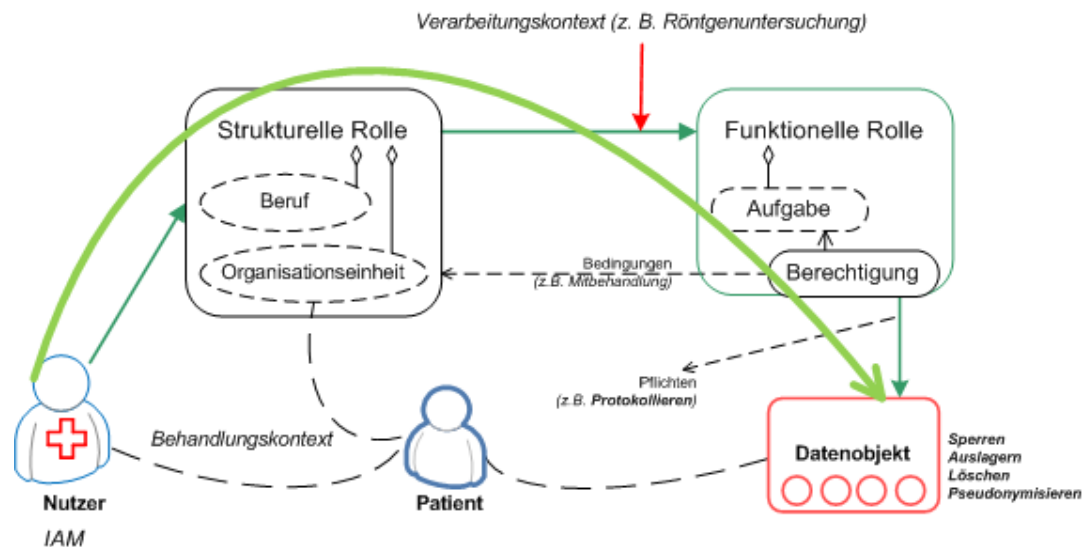 Verarbeitungskontext (z. B. Röntgenuntersuchung)
Strukturelle Rolle
Beruf
Organisationseinheit
Funktionelle Rolle
Aufgabe
Berechtigung
Bedingungen
(z.B. Mitbehandlung)
Pflichten
(z.B. Protokollieren)
Behandlungskontext
Nutzer
IAM
Patient
Datenobjekt
Sperren
Auslagern
Löschen
Pseudonymisieren